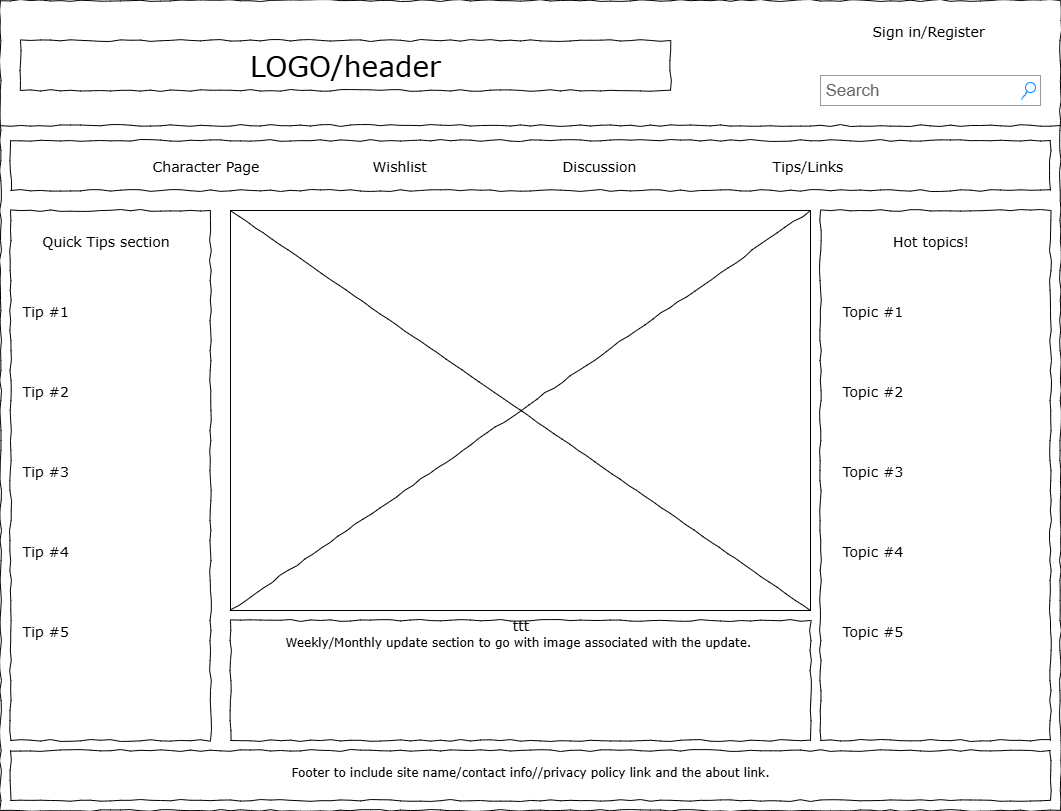 Sign in/Register
LOGO/header
Search
Character Page
Wishlist
Discussion
Tips/Links
Quick Tips section
Tip #1
Tip #2
Tip #3
Tip #4
Tip #5
ttt
Weekly/Monthly update section to go with image associated with the update.
Hot topics!
Topic #1
Topic #2
Topic #3
Topic #4
Topic #5
Footer to include site name/contact info//privacy policy link and the about link.